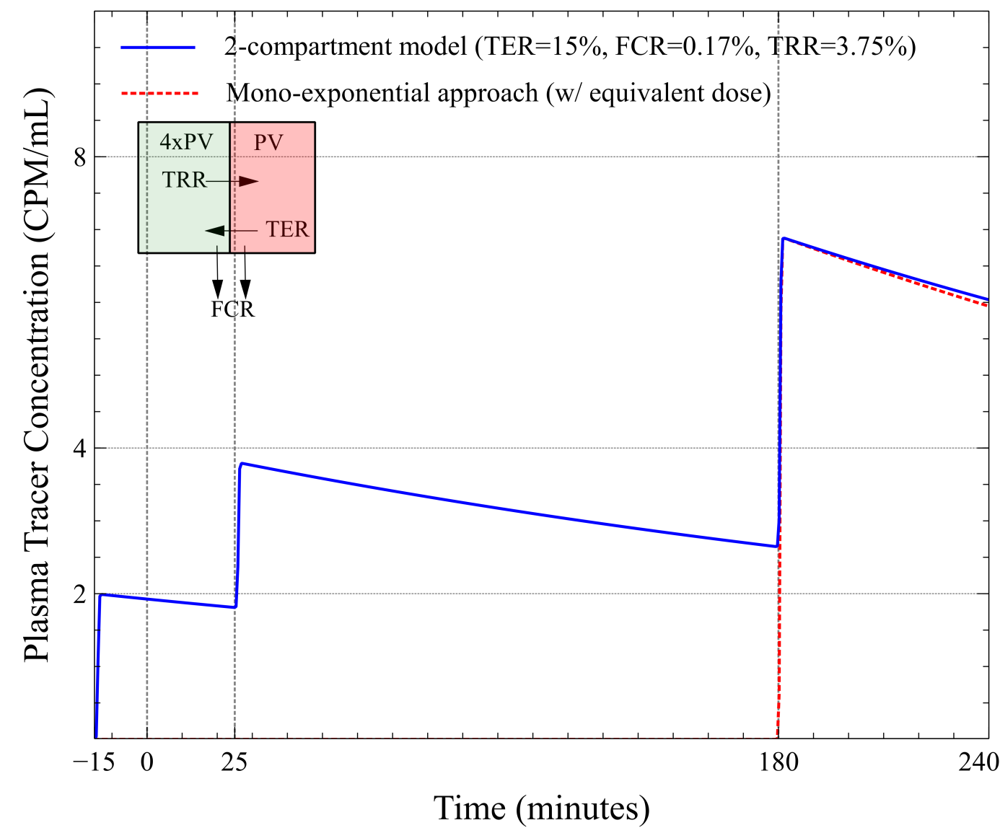 2-compartment model (TER=15%, FCR=0.17%, TRR=3.75%)
Mono-exponential approach (w/ equivalent dose)
4xPV PV
TRR
TER
FCR
Plasma Tracer Concentration (CPM/mL)
8
4
2
−15 0 25 180 240
Time (minutes)